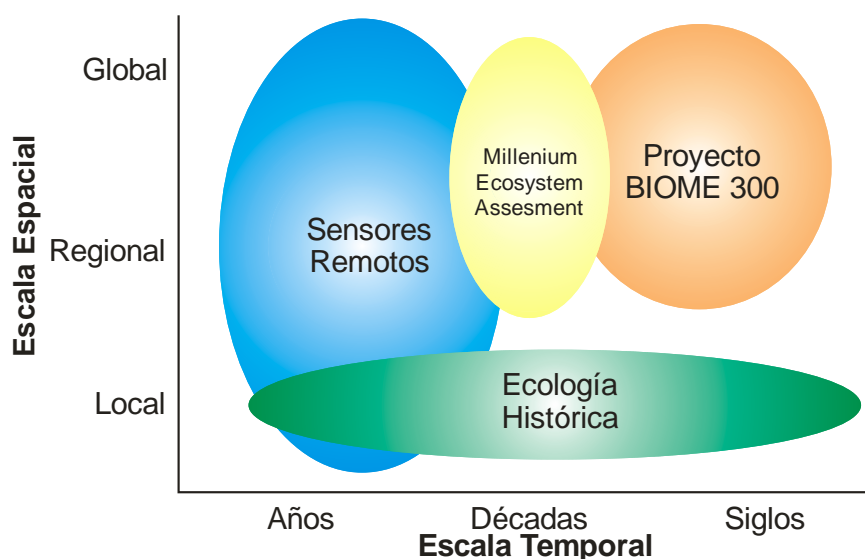 Escala Espacial
Global
Regional
Local
Sensores
Remotos
Millenium
Ecosystem
Assesment
Proyecto
BIOME 300
Ecología
Histórica
Años
Décadas
Siglos
Escala Temporal